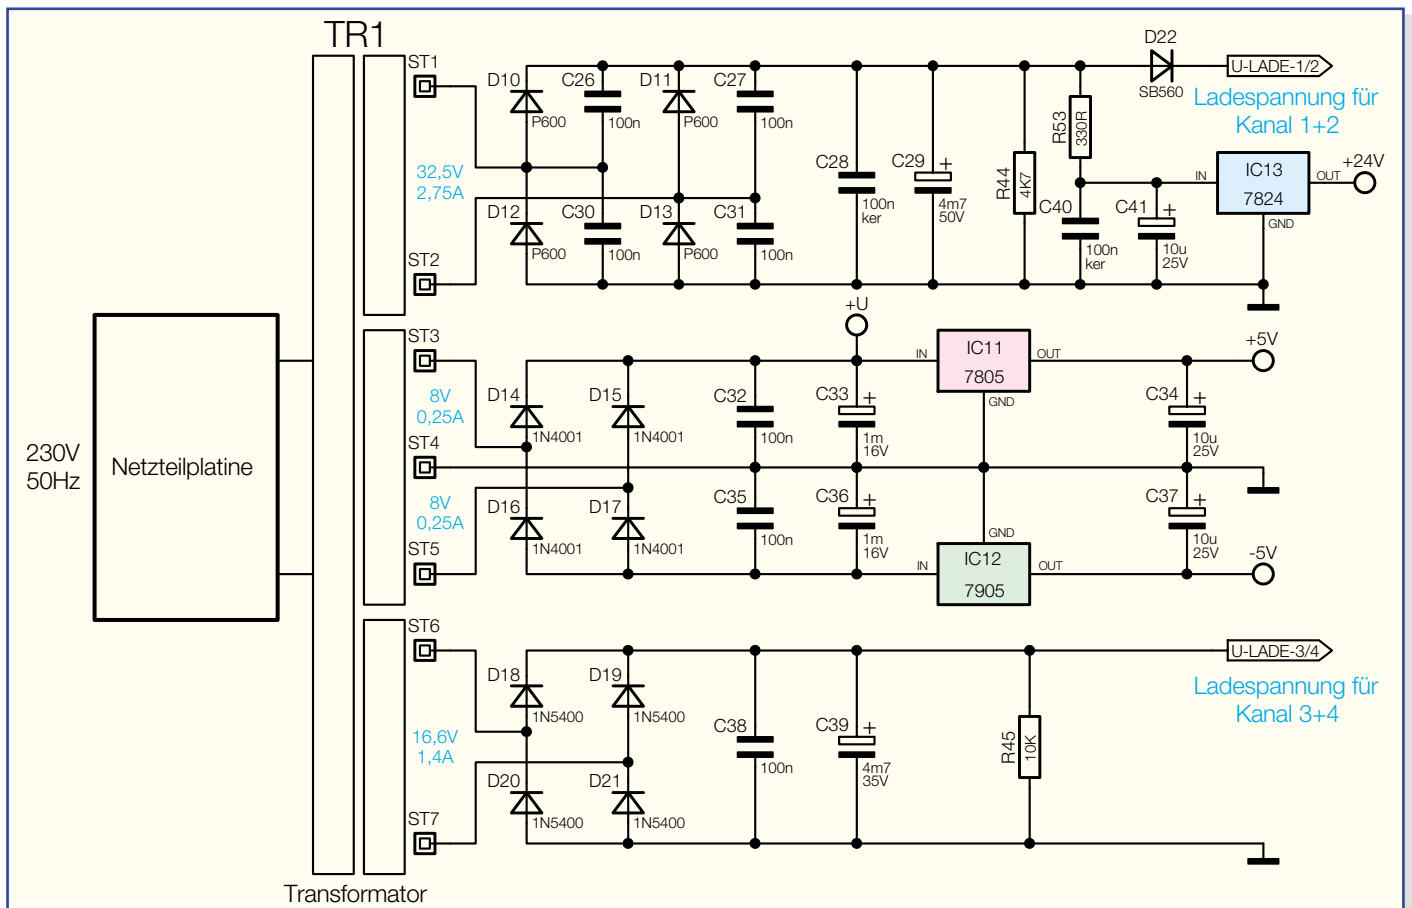 TR1
ST1
D10
P600
C26
100n
D11
P600
C27
100n
D22
SB560
U-LADE-1/2
Ladespannung für
Kanal 1+2
32,5V
2,75A
C28
100n
ker
C29
+
4m7
50V
R44
4K7
R53
330R
IN
IC13
7824
OUT
GND
+24V
D12
P600
C30
100n
D13
P600
C31
100n
C40
100n
ker
C41
+
10u
25V
ST2
+U
ST3
8V
0,25A
D14
1N4001
D15
1N4001
C32
100n
C33
+
1m
16V
IN
IC11
7805
OUT
GND
+5V
C34
+
10u
25V
230V
50Hz
Netzteilplatine
ST4
8V
0,25A
D16
1N4001
D17
1N4001
C35
100n
C36
+
1m
16V
GND
IN
IC12
7905
OUT
C37
+
10u
25V
-5V
ST5
ST6
D18
1N5400
D19
1N5400
U-LADE-3/4
Ladespannung für
Kanal 3+4
16,6V
1,4A
C38
100n
C39
+
4m7
35V
R45
10K
D20
1N5400
D21
1N5400
ST7
Transformator